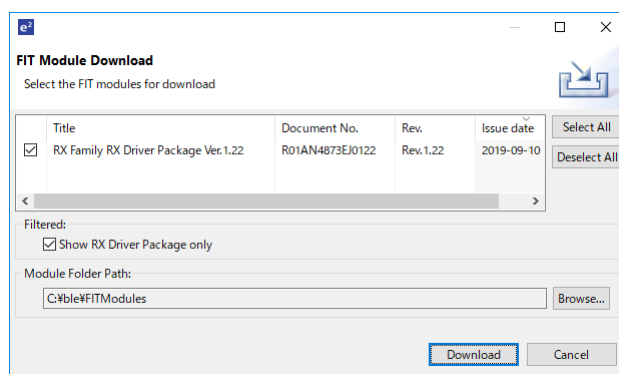 e²
FIT Module Download
Select the FIT modules for download
Title Document No. Rev. Issue date
RX Family RX Driver Package Ver.1.22 R01AN4873EJ0122 Rev.1.22 2019-09-10
Select All
Deselect All
Filtered:
Show RX Driver Package only
Module Folder Path:
C:¥ble¥FITModules
Browse...
Download Cancel